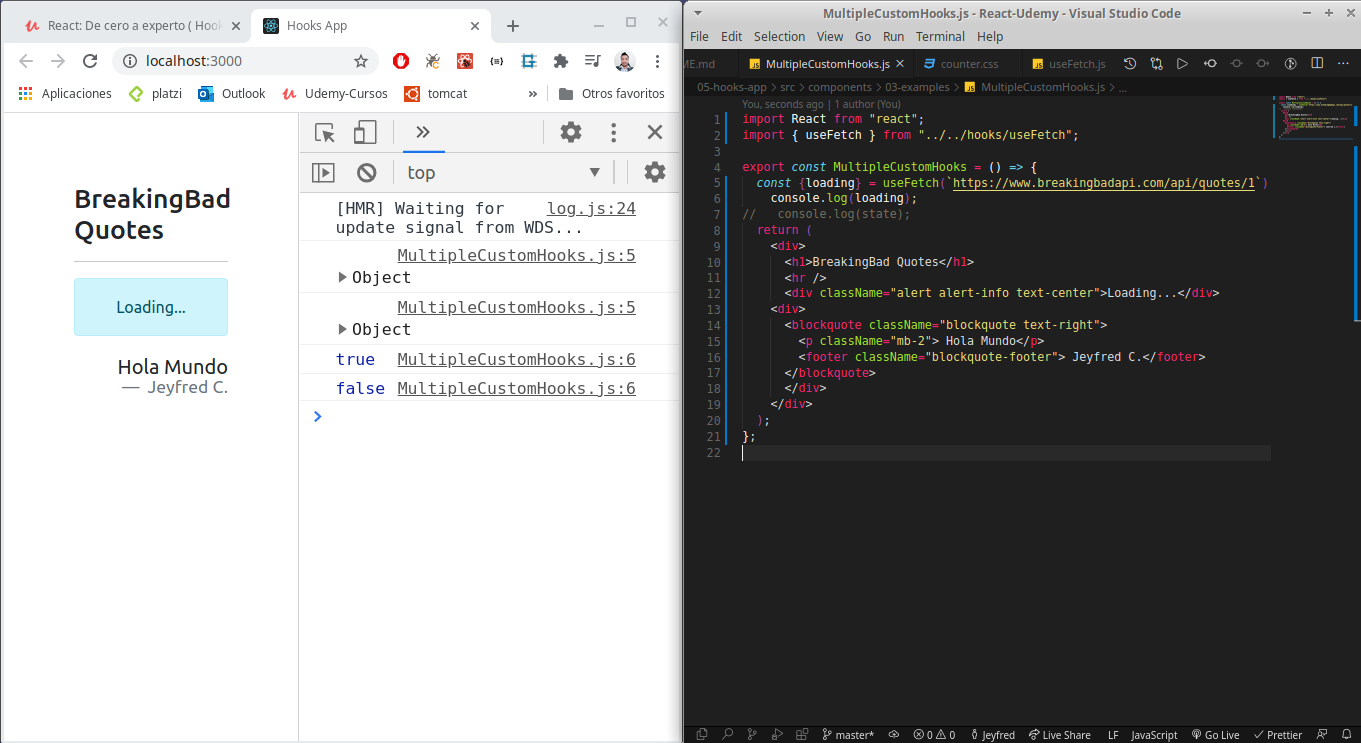 React: De cero a experto ( Hook
Hooks App
localhost:3000
Aplicaciones
platzi
Outlook
Udemy-Cursos
tomcat
»
Otros favoritos
BreakingBad
Quotes
Loading...
Hola Mundo
— Jeyfred C.
top
[HMR] Waiting for log.js:24
update signal from WDS...
MultipleCustomHooks.js:5
Object
MultipleCustomHooks.js:5
Object
true MultipleCustomHooks.js:6
false MultipleCustomHooks.js:6
MultipleCustomHooks.js - React-Udemy - Visual Studio Code
File Edit Selection View Go Run Terminal Help
ME.md
MultipleCustomHooks.js
counter.css
useFetch.js
05-hooks-app > src > components > 03-examples > MultipleCustomHooks.js > ...
You, seconds ago | 1 author (You)
1 import React from "react";
2 import { useFetch } from "../../hooks/useFetch";
3
4 export const MultipleCustomHooks = () => {
5 const {loading} = useFetch(`https://www.breakingbadapi.com/api/quotes/1`)
6 console.log(loading);
7 // console.log(state);
8 return (
9 <div>
10 <h1>BreakingBad Quotes</h1>
11 <hr />
12 <div className="alert alert-info text-center">Loading...</div>
13 <div>
14 <blockquote className="blockquote text-right">
15 <p className="mb-2"> Hola Mundo</p>
16 <footer className="blockquote-footer"> Jeyfred C.</footer>
17 </blockquote>
18 </div>
19 </div>
20 );
21 };
22
master* 0 0 Jeyfred Live Share LF JavaScript Go Live Prettier